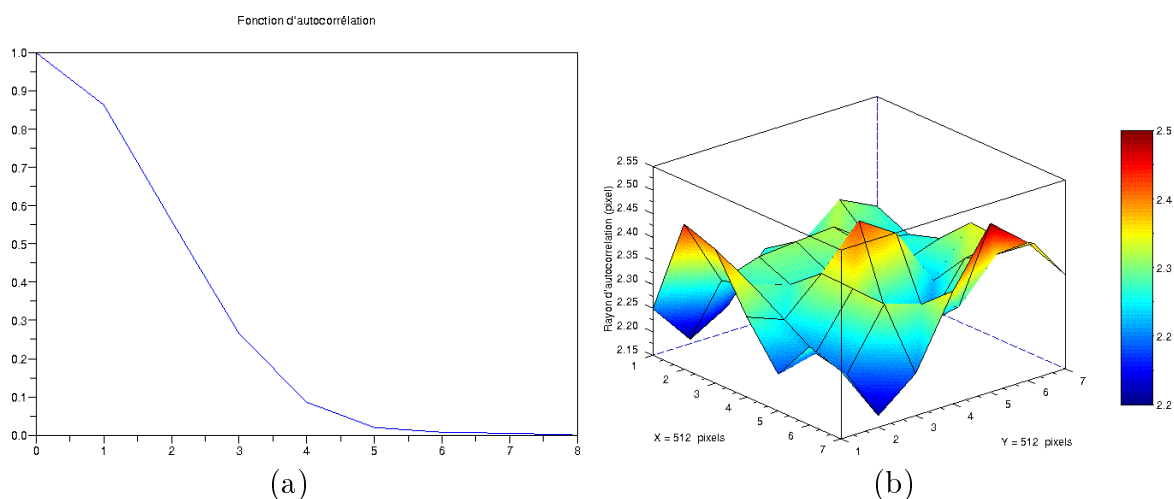 Fonction d'autocorrélation
1.0
0.9
0.8
0.7
0.6
0.5
0.4
0.3
0.2
0.1
0.0
0 1 2 3 4 5 6 7 8
(a)
Rayon d'autocorrelation (pixel)
2.55
2.50
2.45
2.40
2.35
2.30
2.25
2.20
2.15
1 2 3 4 5 6 7
X = 512 pixels
1 2 3 4 5 6 7
Y = 512 pixels
2.5
2.4
2.3
2.2
2.2
(b)